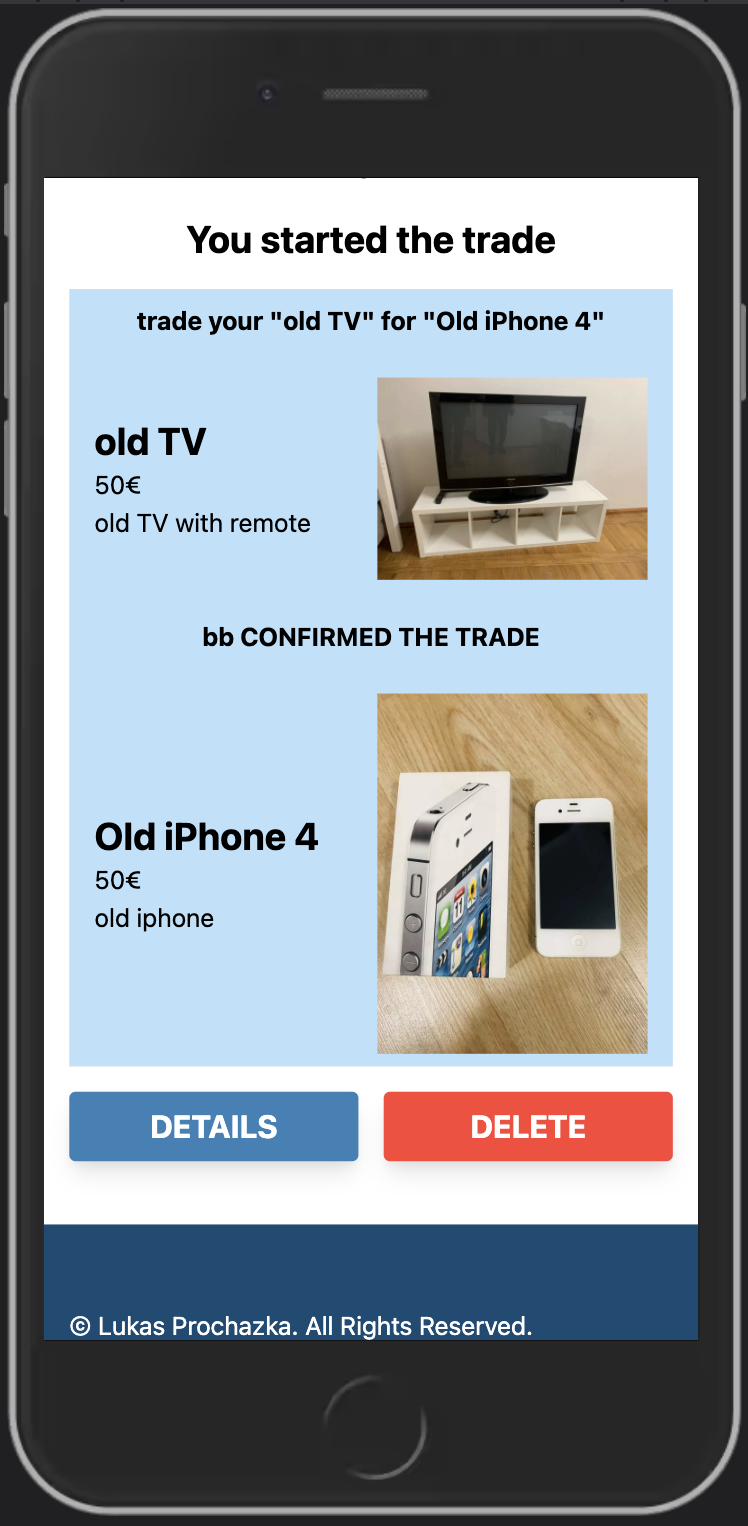 You started the trade
trade your "old TV" for "Old iPhone 4"
old TV
50€
old TV with remote
bb CONFIRMED THE TRADE
Old iPhone 4
50€
old iphone
DETAILS
DELETE
© Lukas Prochazka. All Rights Reserved.